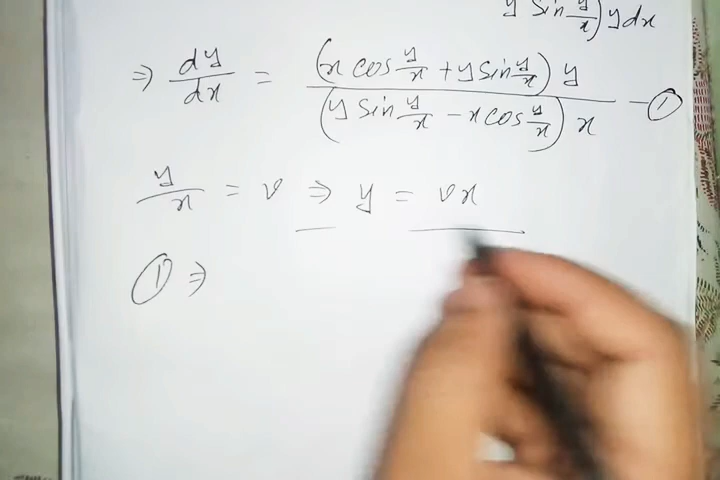 y sin y/x) y dx
⇒ dy/dx = (x cos y/x + y sin y/x) y / (y sin y/x - x cos y/x) x — ①
y/x = v ⇒ y = vx
① ⇒